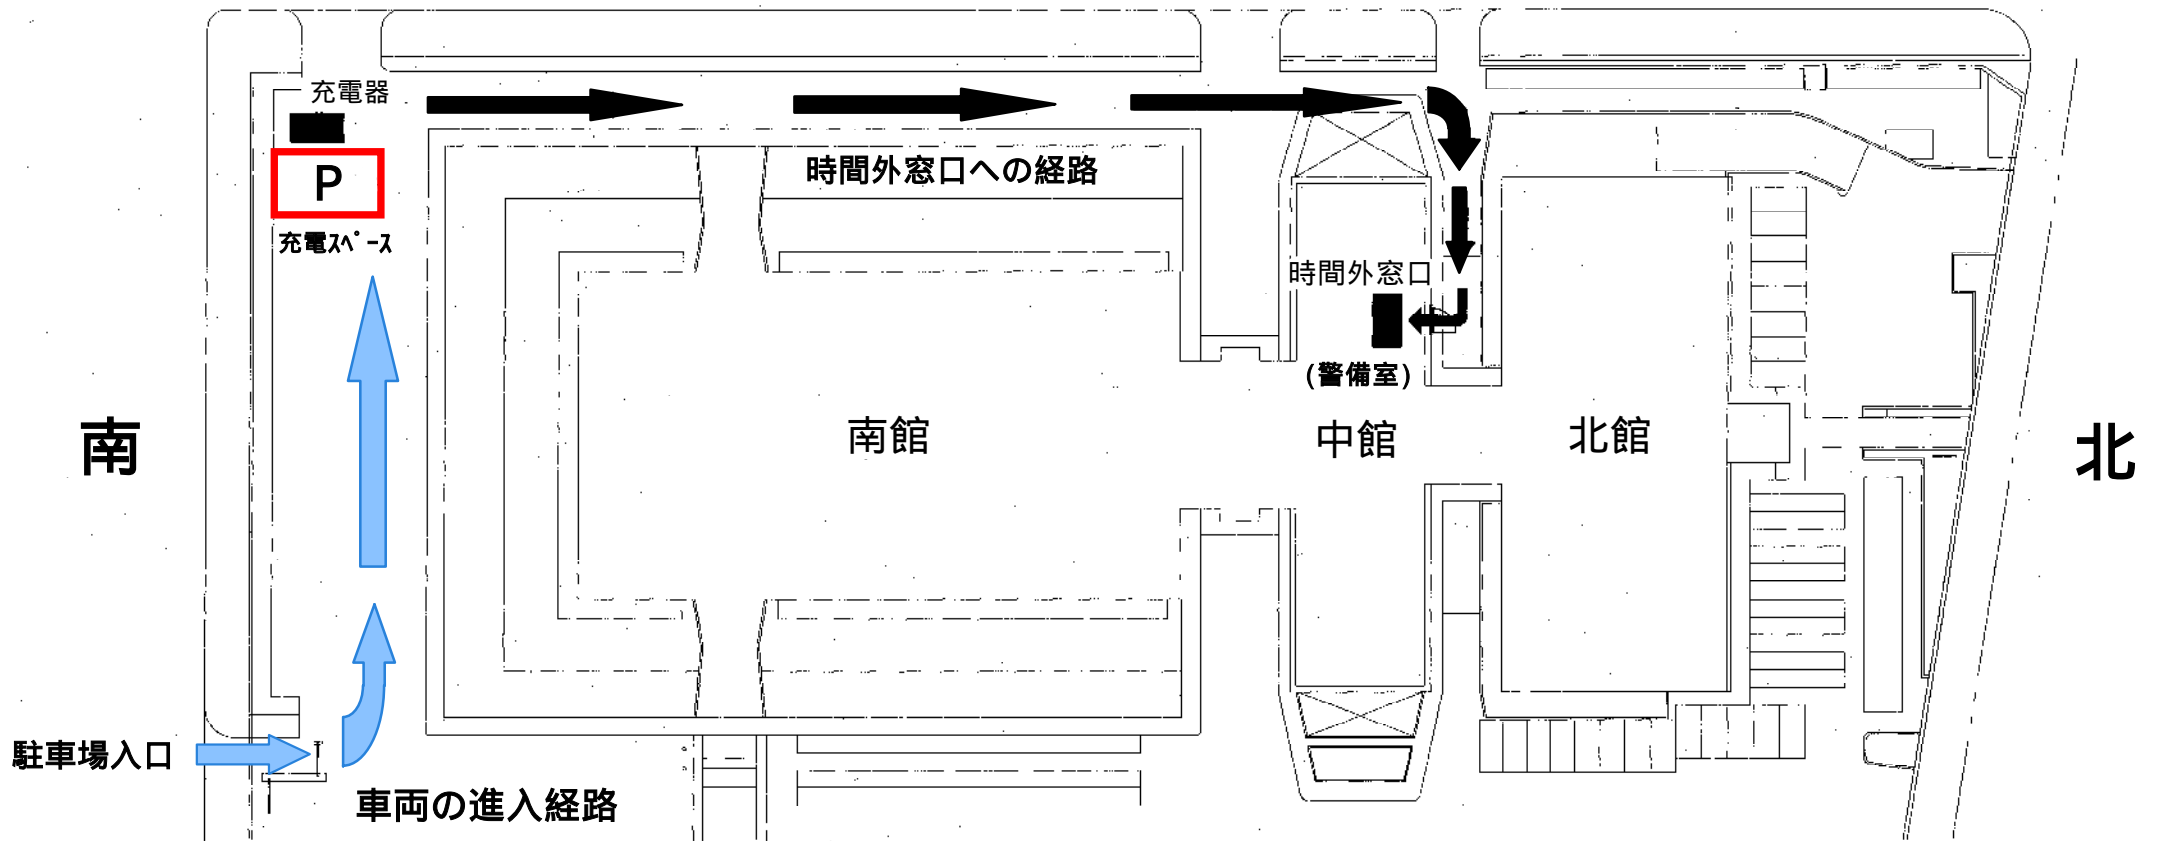 充電器
P
充電ｽﾍﾟｰｽ
時間外窓口への経路
時間外窓口
(警備室)
南
南館
中館
北館
北
駐車場入口
車両の進入経路